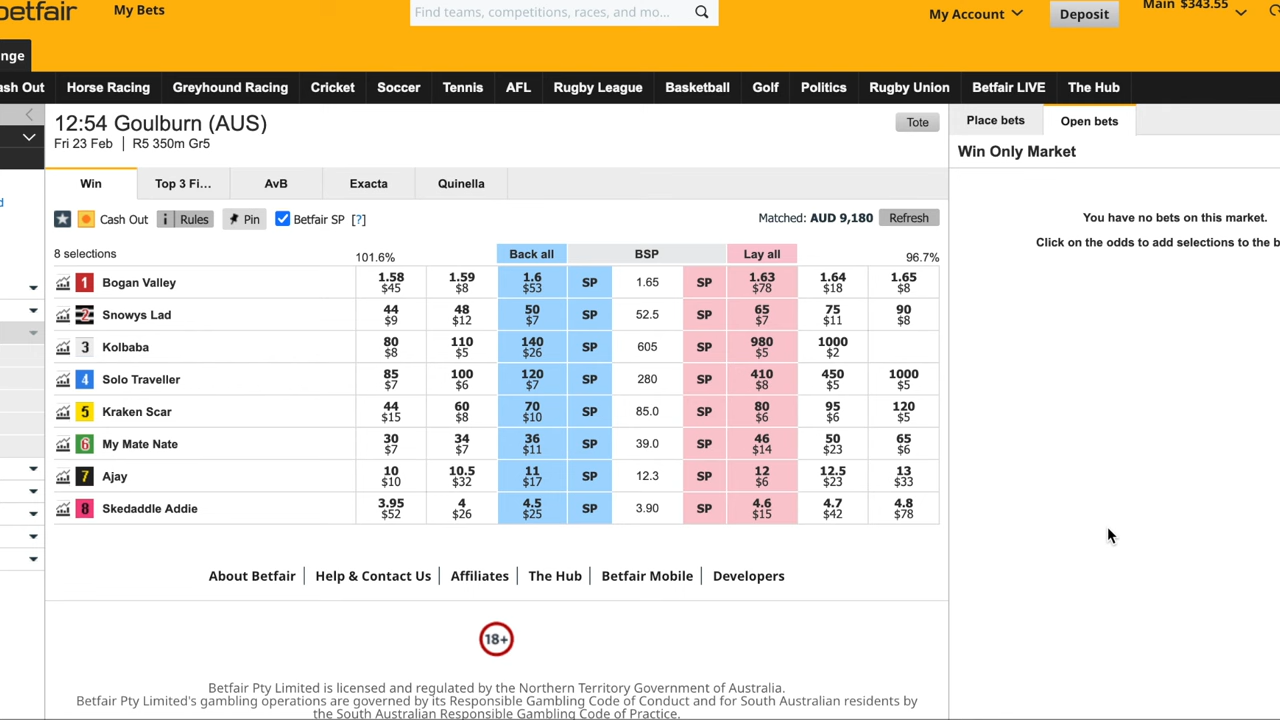 betfair
My Bets
Find teams, competitions, races, and mo...
My Account
Deposit
Main $343.55
nge
ash Out Horse Racing Greyhound Racing Cricket Soccer Tennis AFL Rugby League Basketball Golf Politics Rugby Union Betfair LIVE The Hub
12:54 Goulburn (AUS)
Tote
Fri 23 Feb R5 350m Gr5
Place bets Open bets
Win Only Market
Win Top 3 Fi... AvB Exacta Quinella
Cash Out i Rules Pin Betfair SP [?]
Matched: AUD 9,180 Refresh
You have no bets on this market.
Click on the odds to add selections to the b
8 selections 101.6% Back all BSP Lay all 96.7%
1 Bogan Valley 1.58 1.59 1.6 SP 1.65 SP 1.63 1.64 1.65
$45 $8 $53 $78 $18 $8
2 Snowys Lad 44 48 50 SP 52.5 SP 65 75 90
$9 $12 $7 $7 $11 $8
3 Kolbaba 80 110 140 SP 605 SP 980 1000
$8 $5 $26 $5 $2
4 Solo Traveller 85 100 120 SP 280 SP 410 450 1000
$7 $6 $7 $8 $5 $5
5 Kraken Scar 44 60 70 SP 85.0 SP 80 95 120
$15 $8 $10 $6 $6 $5
6 My Mate Nate 30 34 36 SP 39.0 SP 46 50 65
$7 $7 $11 $14 $23 $6
7 Ajay 10 10.5 11 SP 12.3 SP 12 12.5 13
$10 $32 $17 $6 $23 $33
8 Skedaddle Addie 3.95 4 4.5 SP 3.90 SP 4.6 4.7 4.8
$52 $26 $25 $15 $42 $78
About Betfair Help & Contact Us Affiliates The Hub Betfair Mobile Developers
18+
Betfair Pty Limited is licensed and regulated by the Northern Territory Government of Australia.
Betfair Pty Limited's gambling operations are governed by its Responsible Gambling Code of Conduct and for South Australian residents by
the South Australian Responsible Gambling Code of Practice.